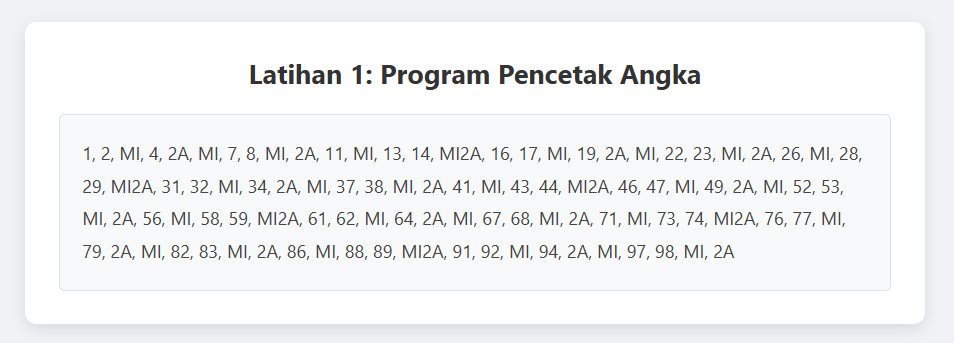 Latihan 1: Program Pencetak Angka
1, 2, MI, 4, 2A, MI, 7, 8, MI, 2A, 11, MI, 13, 14, MI2A, 16, 17, MI, 19, 2A, MI, 22, 23, MI, 2A, 26, MI, 28,
29, MI2A, 31, 32, MI, 34, 2A, MI, 37, 38, MI, 2A, 41, MI, 43, 44, MI2A, 46, 47, MI, 49, 2A, MI, 52, 53,
MI, 2A, 56, MI, 58, 59, MI2A, 61, 62, MI, 64, 2A, MI, 67, 68, MI, 2A, 71, MI, 73, 74, MI2A, 76, 77, MI,
79, 2A, MI, 82, 83, MI, 2A, 86, MI, 88, 89, MI2A, 91, 92, MI, 94, 2A, MI, 97, 98, MI, 2A